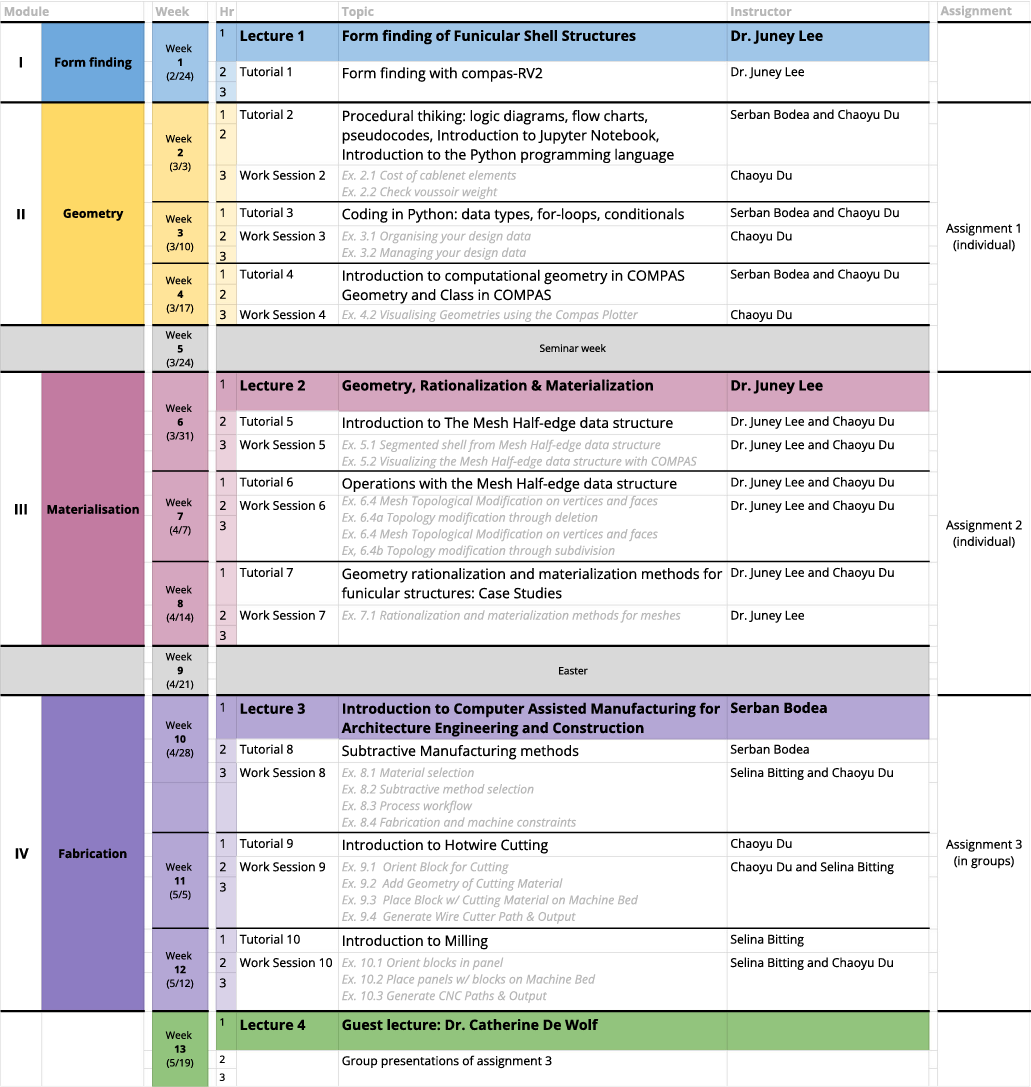 Module Week Hr Topic Instructor Assignment
I Form finding Week 1 (2/24)
1 Lecture 1 Form finding of Funicular Shell Structures Dr. Juney Lee
2 Tutorial 1 Form finding with compas-RV2 Dr. Juney Lee
3
II Geometry Assignment 1 (individual)
Week 2 (3/3)
1 Tutorial 2 Procedural thiking: logic diagrams, flow charts, Serban Bodea and Chaoyu Du
2 pseudocodes, Introduction to Jupyter Notebook,
Introduction to the Python programming language
3 Work Session 2 Ex. 2.1 Cost of cablenet elements Chaoyu Du
Ex. 2.2 Check voussoir weight
Week 3 (3/10)
1 Tutorial 3 Coding in Python: data types, for-loops, conditionals Serban Bodea and Chaoyu Du
2 Work Session 3 Ex. 3.1 Organising your design data Chaoyu Du
3 Ex. 3.2 Managing your design data
Week 4 (3/17)
1 Tutorial 4 Introduction to computational geometry in COMPAS Serban Bodea and Chaoyu Du
2 Geometry and Class in COMPAS
3 Work Session 4 Ex. 4.2 Visualising Geometries using the Compas Plotter Chaoyu Du
Week 5 (3/24) Seminar week
III Materialisation Assignment 2 (individual)
Week 6 (3/31)
1 Lecture 2 Geometry, Rationalization & Materialization Dr. Juney Lee
2 Tutorial 5 Introduction to The Mesh Half-edge data structure Dr. Juney Lee and Chaoyu Du
3 Work Session 5 Ex. 5.1 Segmented shell from Mesh Half-edge data structure Dr. Juney Lee and Chaoyu Du
Ex. 5.2 Visualizing the Mesh Half-edge data structure with COMPAS
Week 7 (4/7)
1 Tutorial 6 Operations with the Mesh Half-edge data structure Dr. Juney Lee and Chaoyu Du
2 Work Session 6 Ex. 6.4 Mesh Topological Modification on vertices and faces Dr. Juney Lee and Chaoyu Du
3 Ex. 6.4a Topology modification through deletion
Ex. 6.4 Mesh Topological Modification on vertices and faces
Ex, 6.4b Topology modification through subdivision
Week 8 (4/14)
1 Tutorial 7 Geometry rationalization and materialization methods for Dr. Juney Lee and Chaoyu Du
funicular structures: Case Studies
2 Work Session 7 Ex. 7.1 Rationalization and materialization methods for meshes Dr. Juney Lee
3
Week 9 (4/21) Easter
IV Fabrication Assignment 3 (in groups)
Week 10 (4/28)
1 Lecture 3 Introduction to Computer Assisted Manufacturing for Serban Bodea
Architecture Engineering and Construction
2 Tutorial 8 Subtractive Manufacturing methods Serban Bodea
3 Work Session 8 Ex. 8.1 Material selection Selina Bitting and Chaoyu Du
Ex. 8.2 Subtractive method selection
Ex. 8.3 Process workflow
Ex. 8.4 Fabrication and machine constraints
Week 11 (5/5)
1 Tutorial 9 Introduction to Hotwire Cutting Chaoyu Du
2 Work Session 9 Ex. 9.1 Orient Block for Cutting Chaoyu Du and Selina Bitting
3 Ex. 9.2 Add Geometry of Cutting Material
Ex. 9.3 Place Block w/ Cutting Material on Machine Bed
Ex. 9.4 Generate Wire Cutter Path & Output
Week 12 (5/12)
1 Tutorial 10 Introduction to Milling Selina Bitting
2 Work Session 10 Ex. 10.1 Orient blocks in panel Selina Bitting and Chaoyu Du
3 Ex. 10.2 Place panels w/ blocks on Machine Bed
Ex. 10.3 Generate CNC Paths & Output
Week 13 (5/19)
1 Lecture 4 Guest lecture: Dr. Catherine De Wolf
2 Group presentations of assignment 3
3